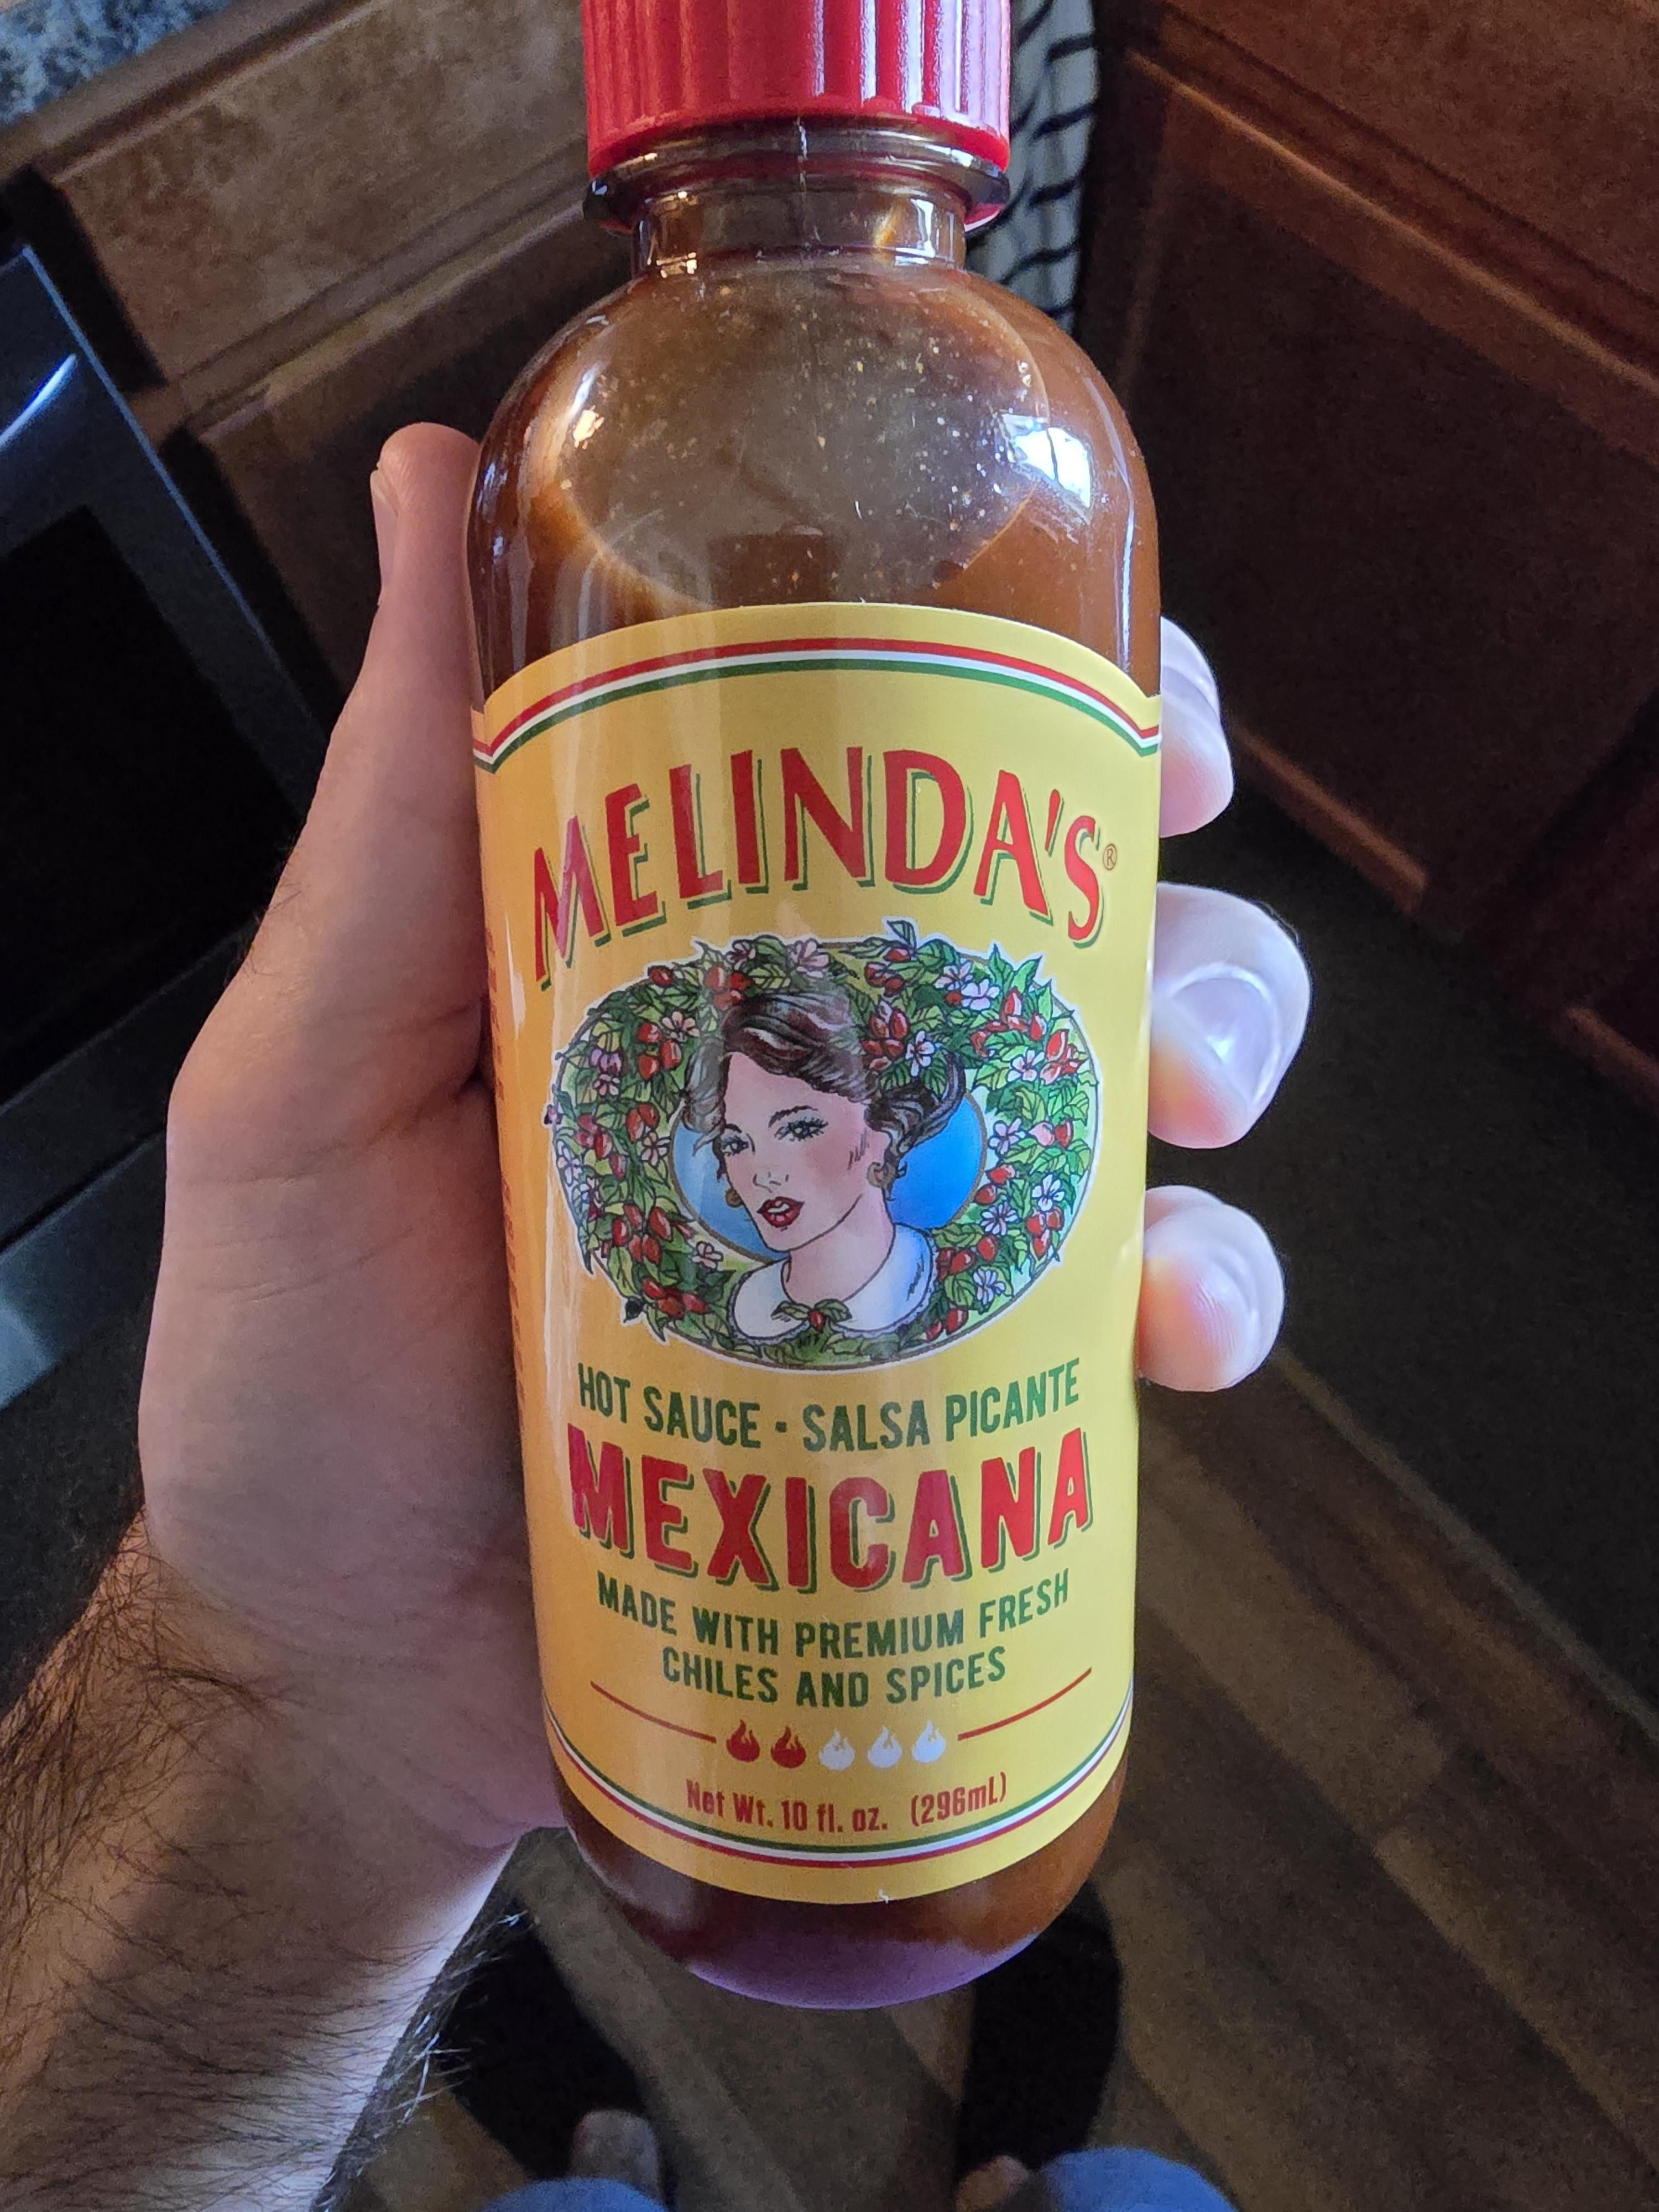 MELINDA'S®
HOT SAUCE • SALSA PICANTE
MEXICANA
MADE WITH PREMIUM FRESH
CHILES AND SPICES
Net Wt. 10 fl. oz. (296mL)